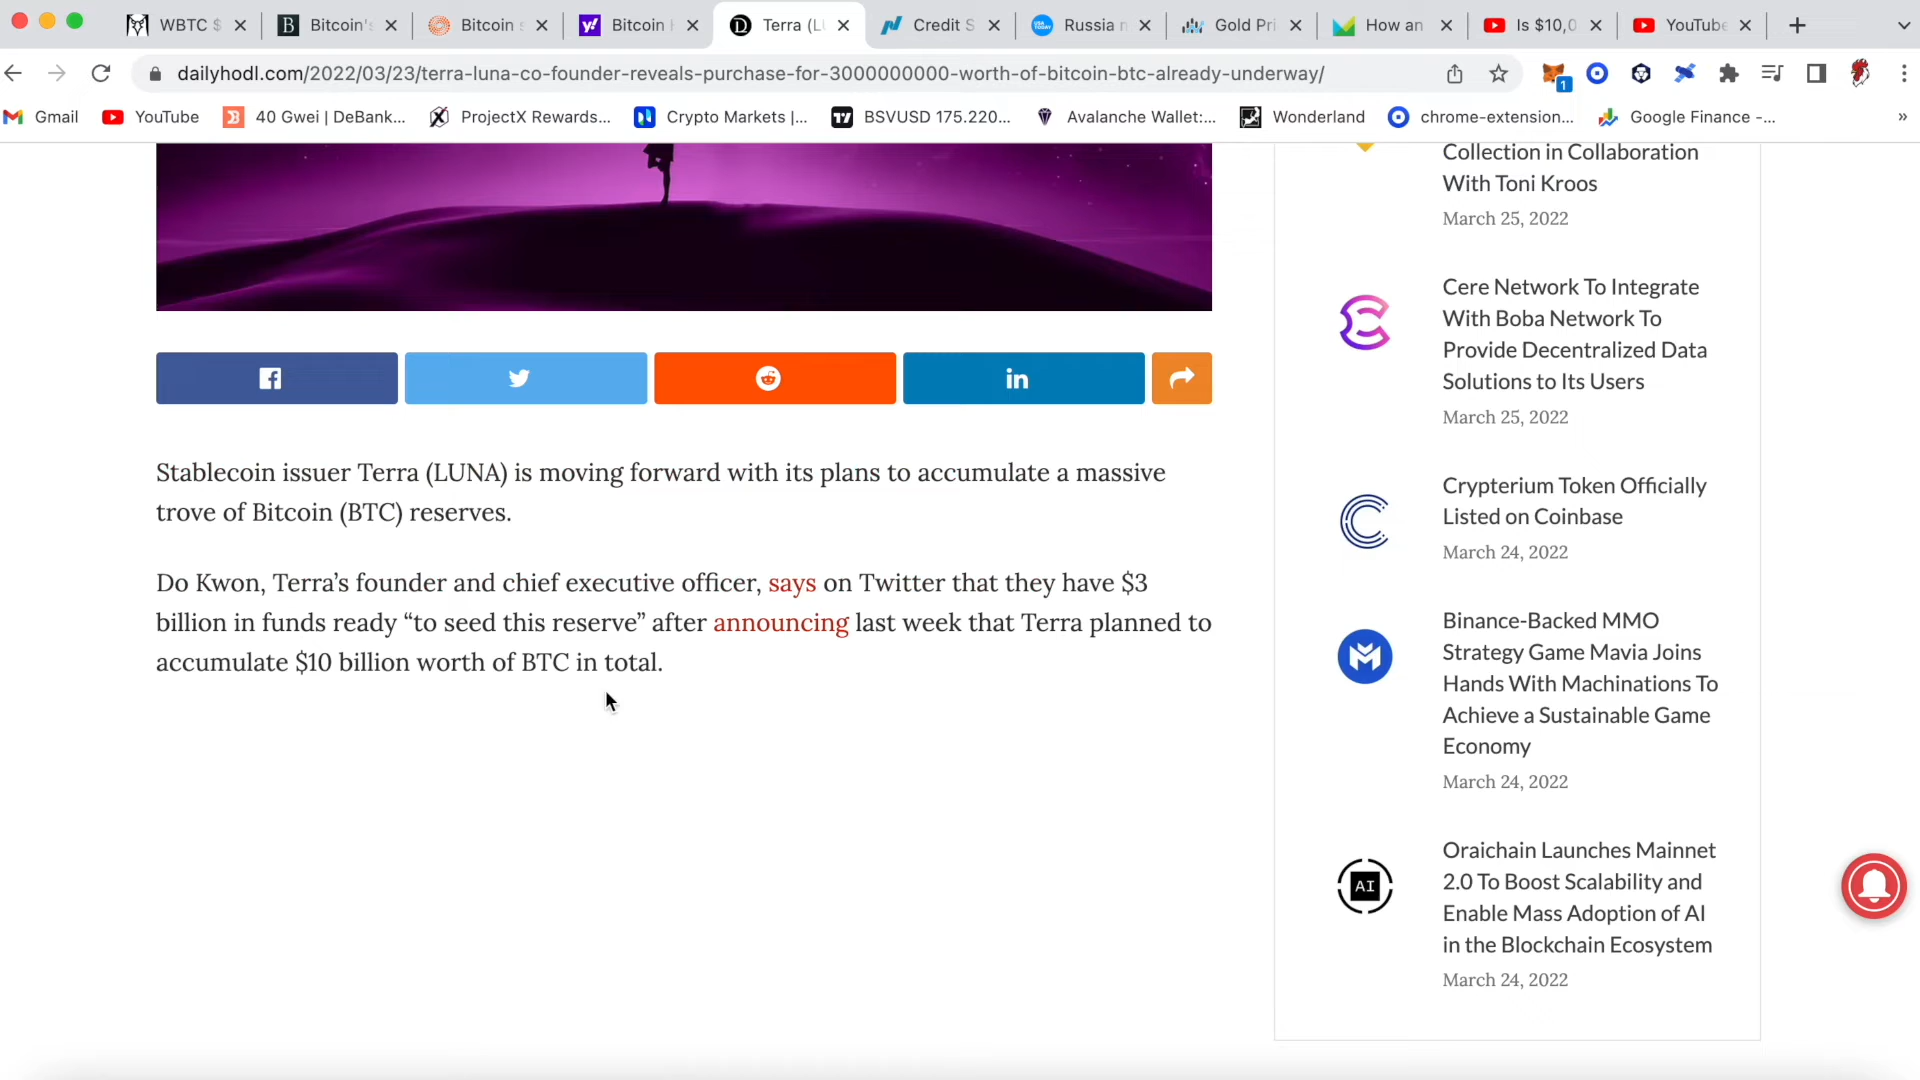 WBTC $
Bitcoin's
Bitcoin s
Bitcoin
Terra (L
Credit S
Russia
Gold Pri
How an
Is $10,0
YouTube
dailyhodl.com/2022/03/23/terra-luna-co-founder-reveals-purchase-for-3000000000-worth-of-bitcoin-btc-already-underway/
1
Gmail
YouTube
40 Gwei | DeBank...
ProjectX Rewards...
Crypto Markets |...
BSVUSD 175.220...
Avalanche Wallet:...
Wonderland
chrome-extension...
Google Finance -...
»
Stablecoin issuer Terra (LUNA) is moving forward with its plans to accumulate a massive
trove of Bitcoin (BTC) reserves.
Do Kwon, Terra’s founder and chief executive officer, says on Twitter that they have $3
billion in funds ready “to seed this reserve” after announcing last week that Terra planned to
accumulate $10 billion worth of BTC in total.
Collection in Collaboration
With Toni Kroos
March 25, 2022
Cere Network To Integrate
With Boba Network To
Provide Decentralized Data
Solutions to Its Users
March 25, 2022
Crypterium Token Officially
Listed on Coinbase
March 24, 2022
Binance-Backed MMO
Strategy Game Mavia Joins
Hands With Machinations To
Achieve a Sustainable Game
Economy
March 24, 2022
AI
Oraichain Launches Mainnet
2.0 To Boost Scalability and
Enable Mass Adoption of AI
in the Blockchain Ecosystem
March 24, 2022